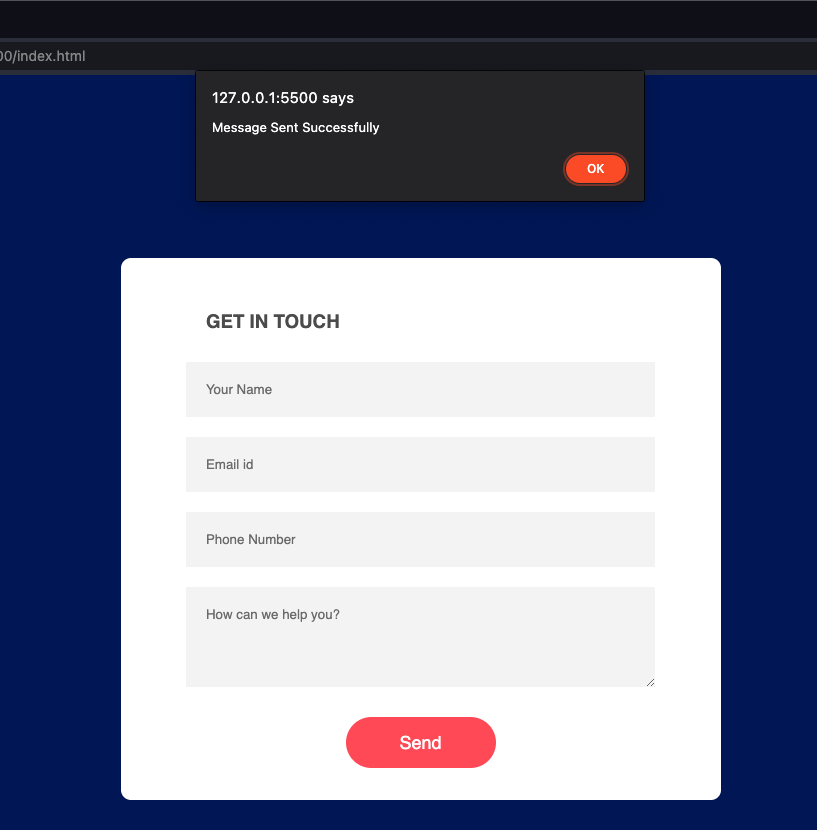 00/index.html
127.0.0.1:5500 says
Message Sent Successfully
OK
GET IN TOUCH
Your Name
Email id
Phone Number
How can we help you?
Send